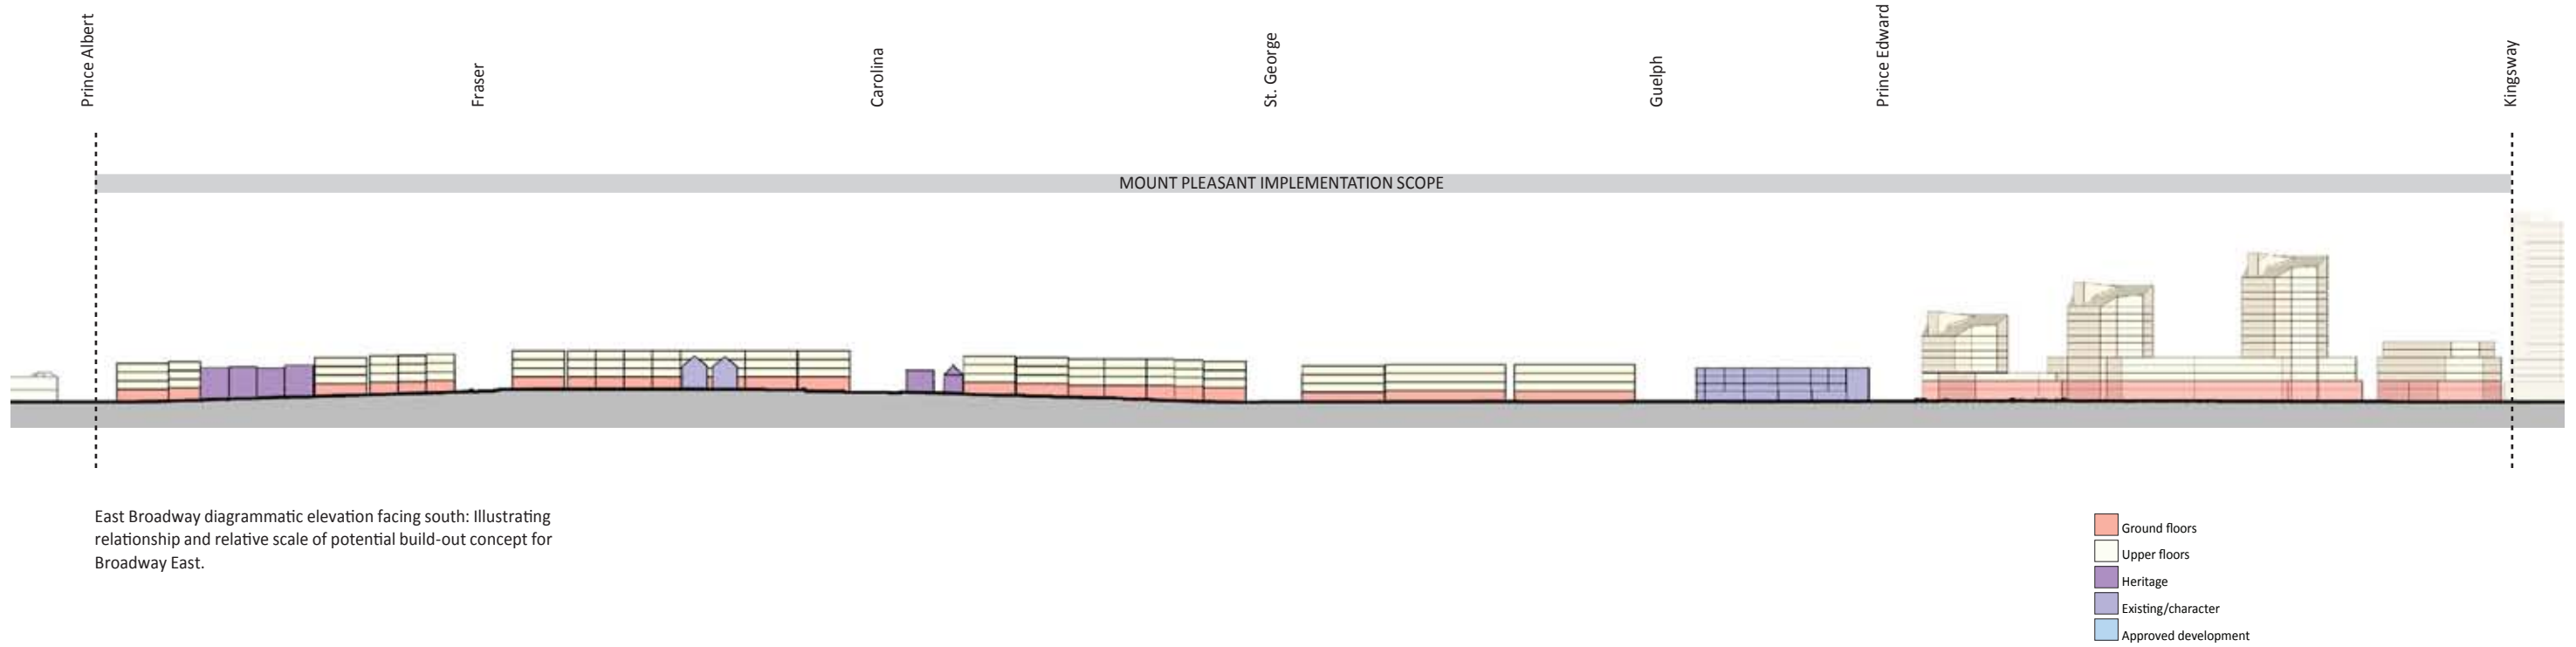 Prince Albert
Fraser
Carolina
St. George
Guelph
Prince Edward
Kingsway
MOUNT PLEASANT IMPLEMENTATION SCOPE
East Broadway diagrammatic elevation facing south: Illustrating
relationship and relative scale of potential build-out concept for
Broadway East.
Ground floors
Upper floors
Heritage
Existing/character
Approved development